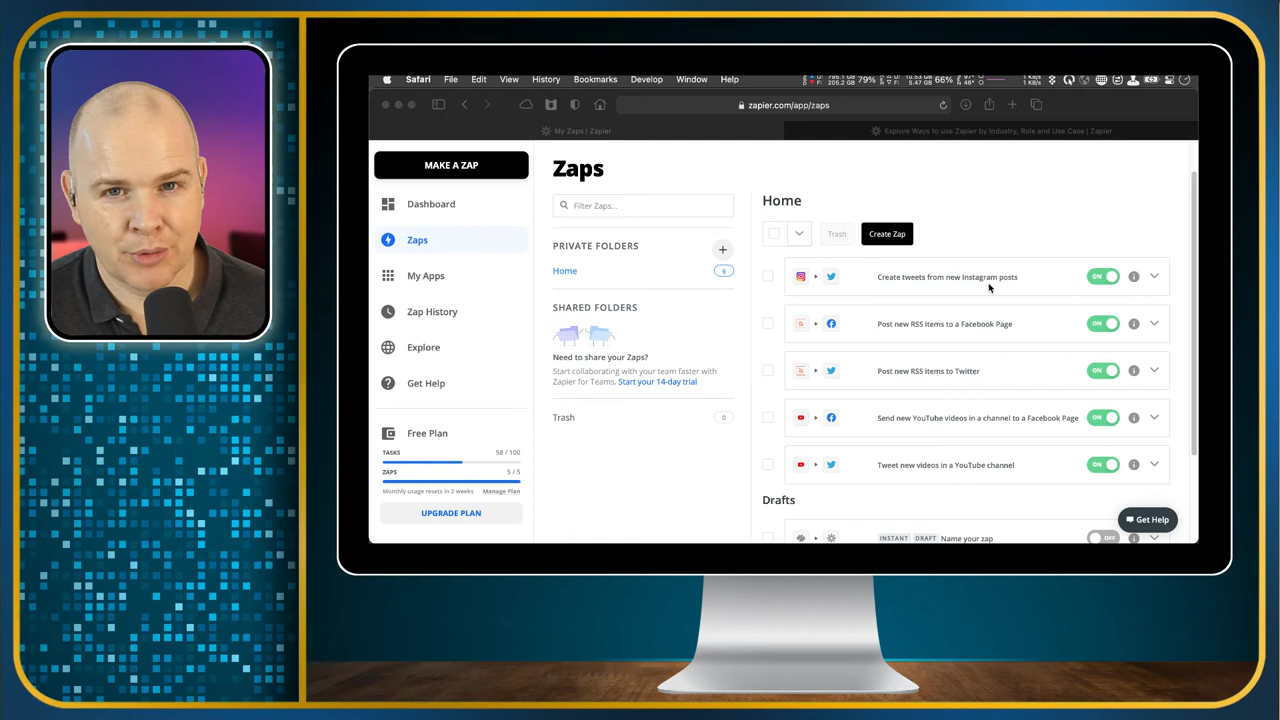 Safari File Edit View History Bookmarks Develop Window Help
79% 66%
zapier.com/app/zaps
My Zaps | Zapier
Explore Ways to use Zapier by Industry, Role and Use Case | Zapier
MAKE A ZAP
Dashboard
Zaps
My Apps
Zap History
Explore
Get Help
Free Plan
TASKS 58 / 100
ZAPS 5 / 5
Monthly usage resets in 2 weeks Manage Plan
UPGRADE PLAN
Zaps
Filter Zaps...
PRIVATE FOLDERS
Home 6
SHARED FOLDERS
Need to share your Zaps?
Start collaborating with your team faster with
Zapier for Teams. Start your 14-day trial
Trash 0
Home
Trash Create Zap
Create tweets from new Instagram posts ON
Post new RSS items to a Facebook Page ON
Post new RSS items to Twitter ON
Send new YouTube videos in a channel to a Facebook Page ON
Tweet new videos in a YouTube channel ON
Drafts
INSTANT DRAFT Name your zap OFF
Get Help